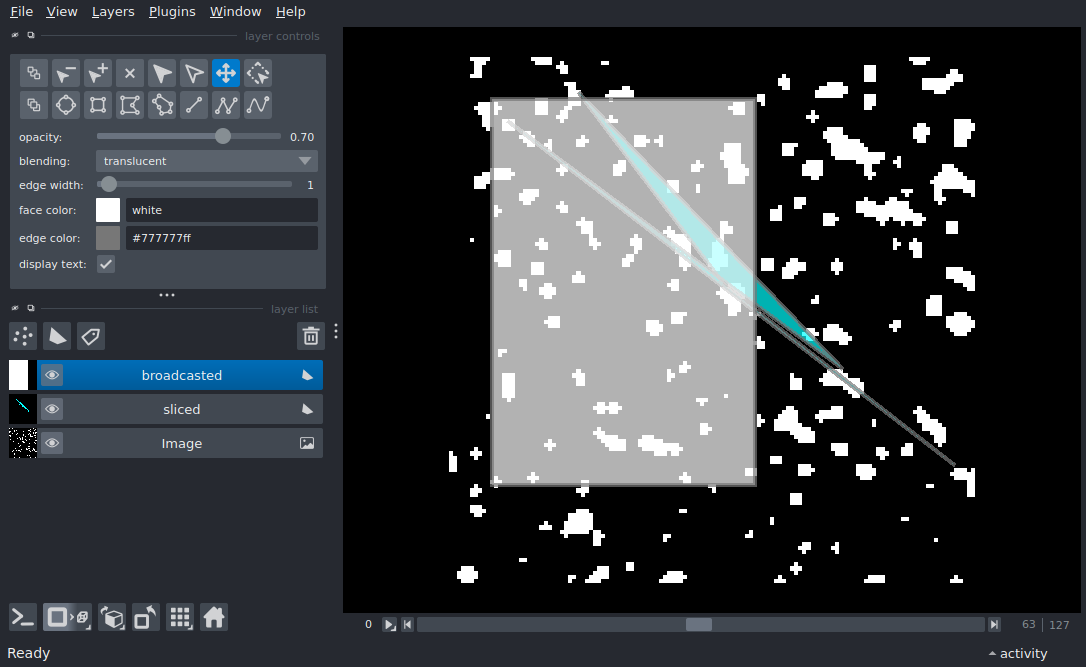 File View Layers Plugins Window Help
layer controls
opacity: 0.70
blending: translucent
edge width: 1
face color: white
edge color: #777777ff
display text:
layer list
broadcasted
sliced
Image
0 63 127
Ready activity